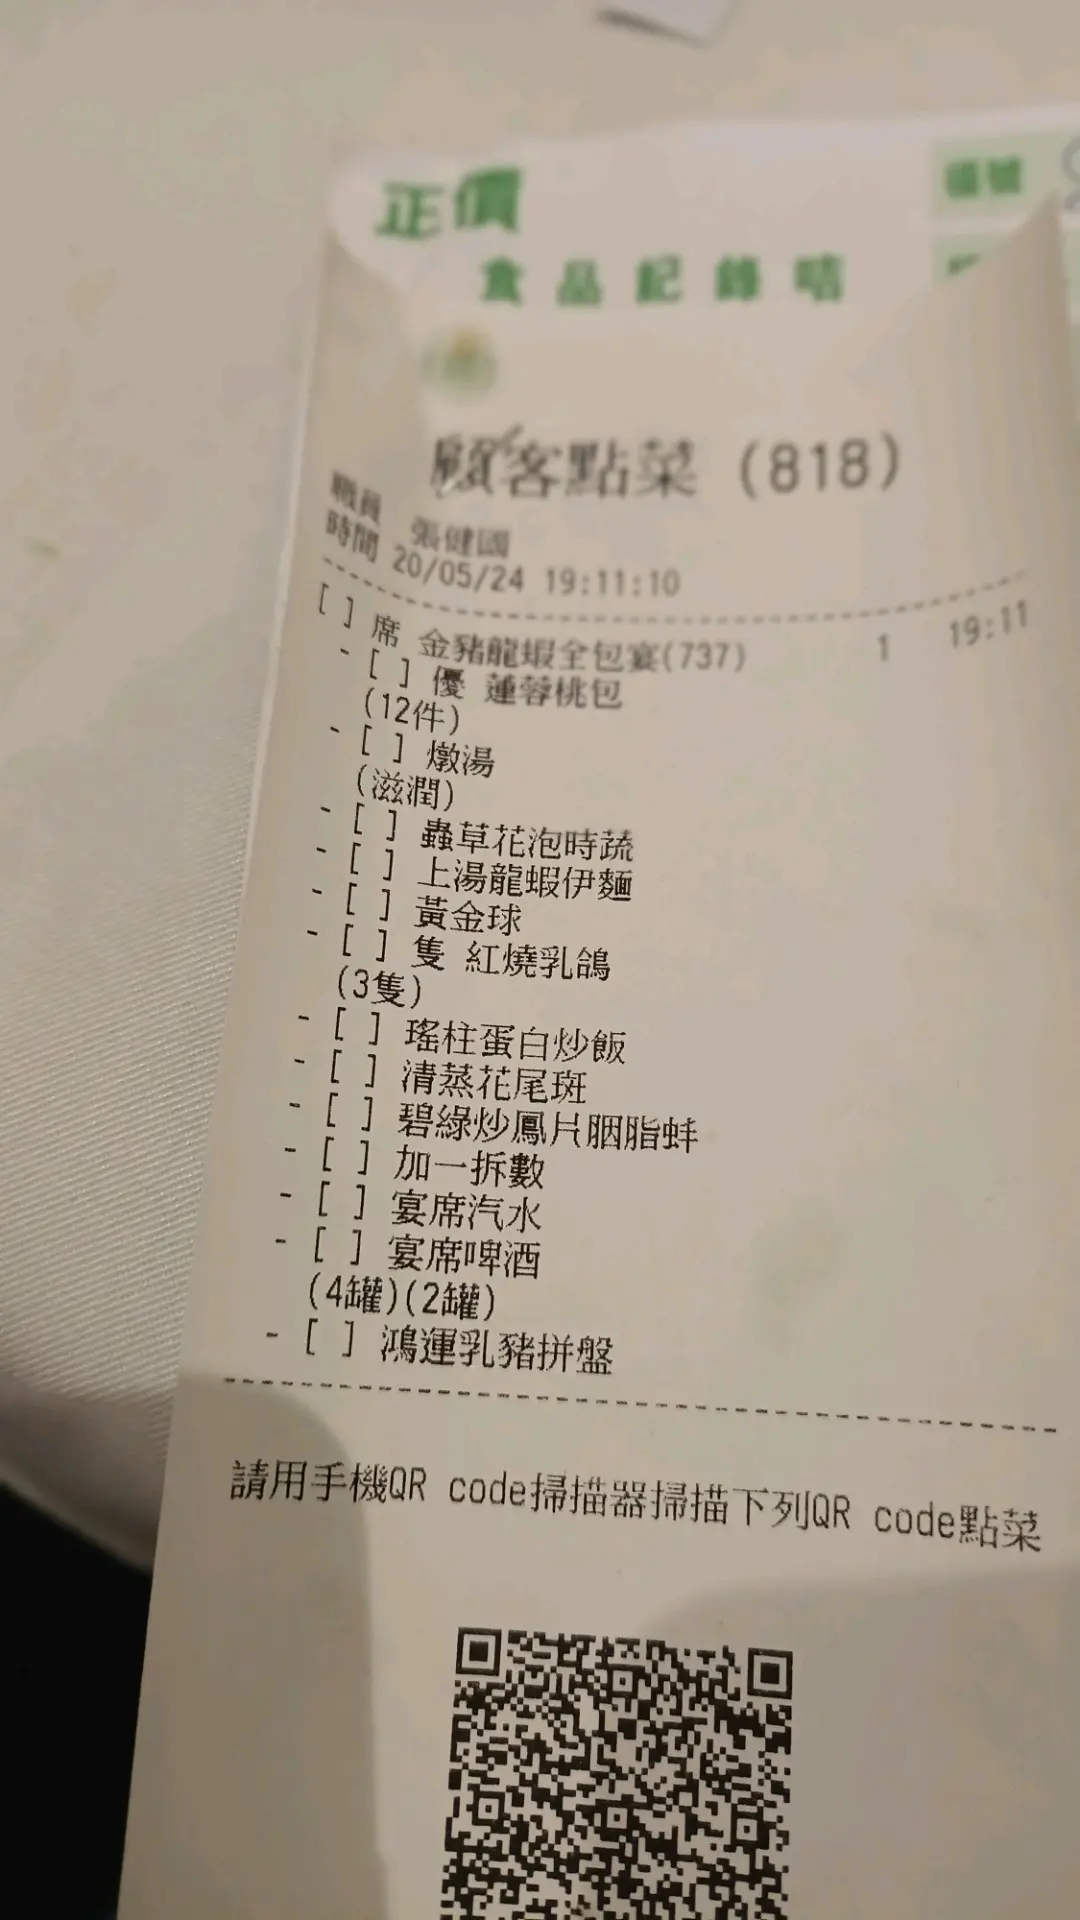 正價
編號
食品記錄咭
顧客點菜 (818)
職員 張健國
時間 20/05/24 19:11:10
[ ] 席 金豬龍蝦全包宴(737) 1 19:11
- [ ] 優 蓮蓉桃包
(12件)
- [ ] 燉湯
(滋潤)
- [ ] 蟲草花泡時蔬
- [ ] 上湯龍蝦伊麵
- [ ] 黃金球
- [ ] 隻 紅燒乳鴿
(3隻)
- [ ] 瑤柱蛋白炒飯
- [ ] 清蒸花尾斑
- [ ] 碧綠炒鳳片胭脂蚌
- [ ] 加一拆數
- [ ] 宴席汽水
- [ ] 宴席啤酒
(4罐)(2罐)
- [ ] 鴻運乳豬拼盤
請用手機QR code掃描器掃描下列QR code點菜